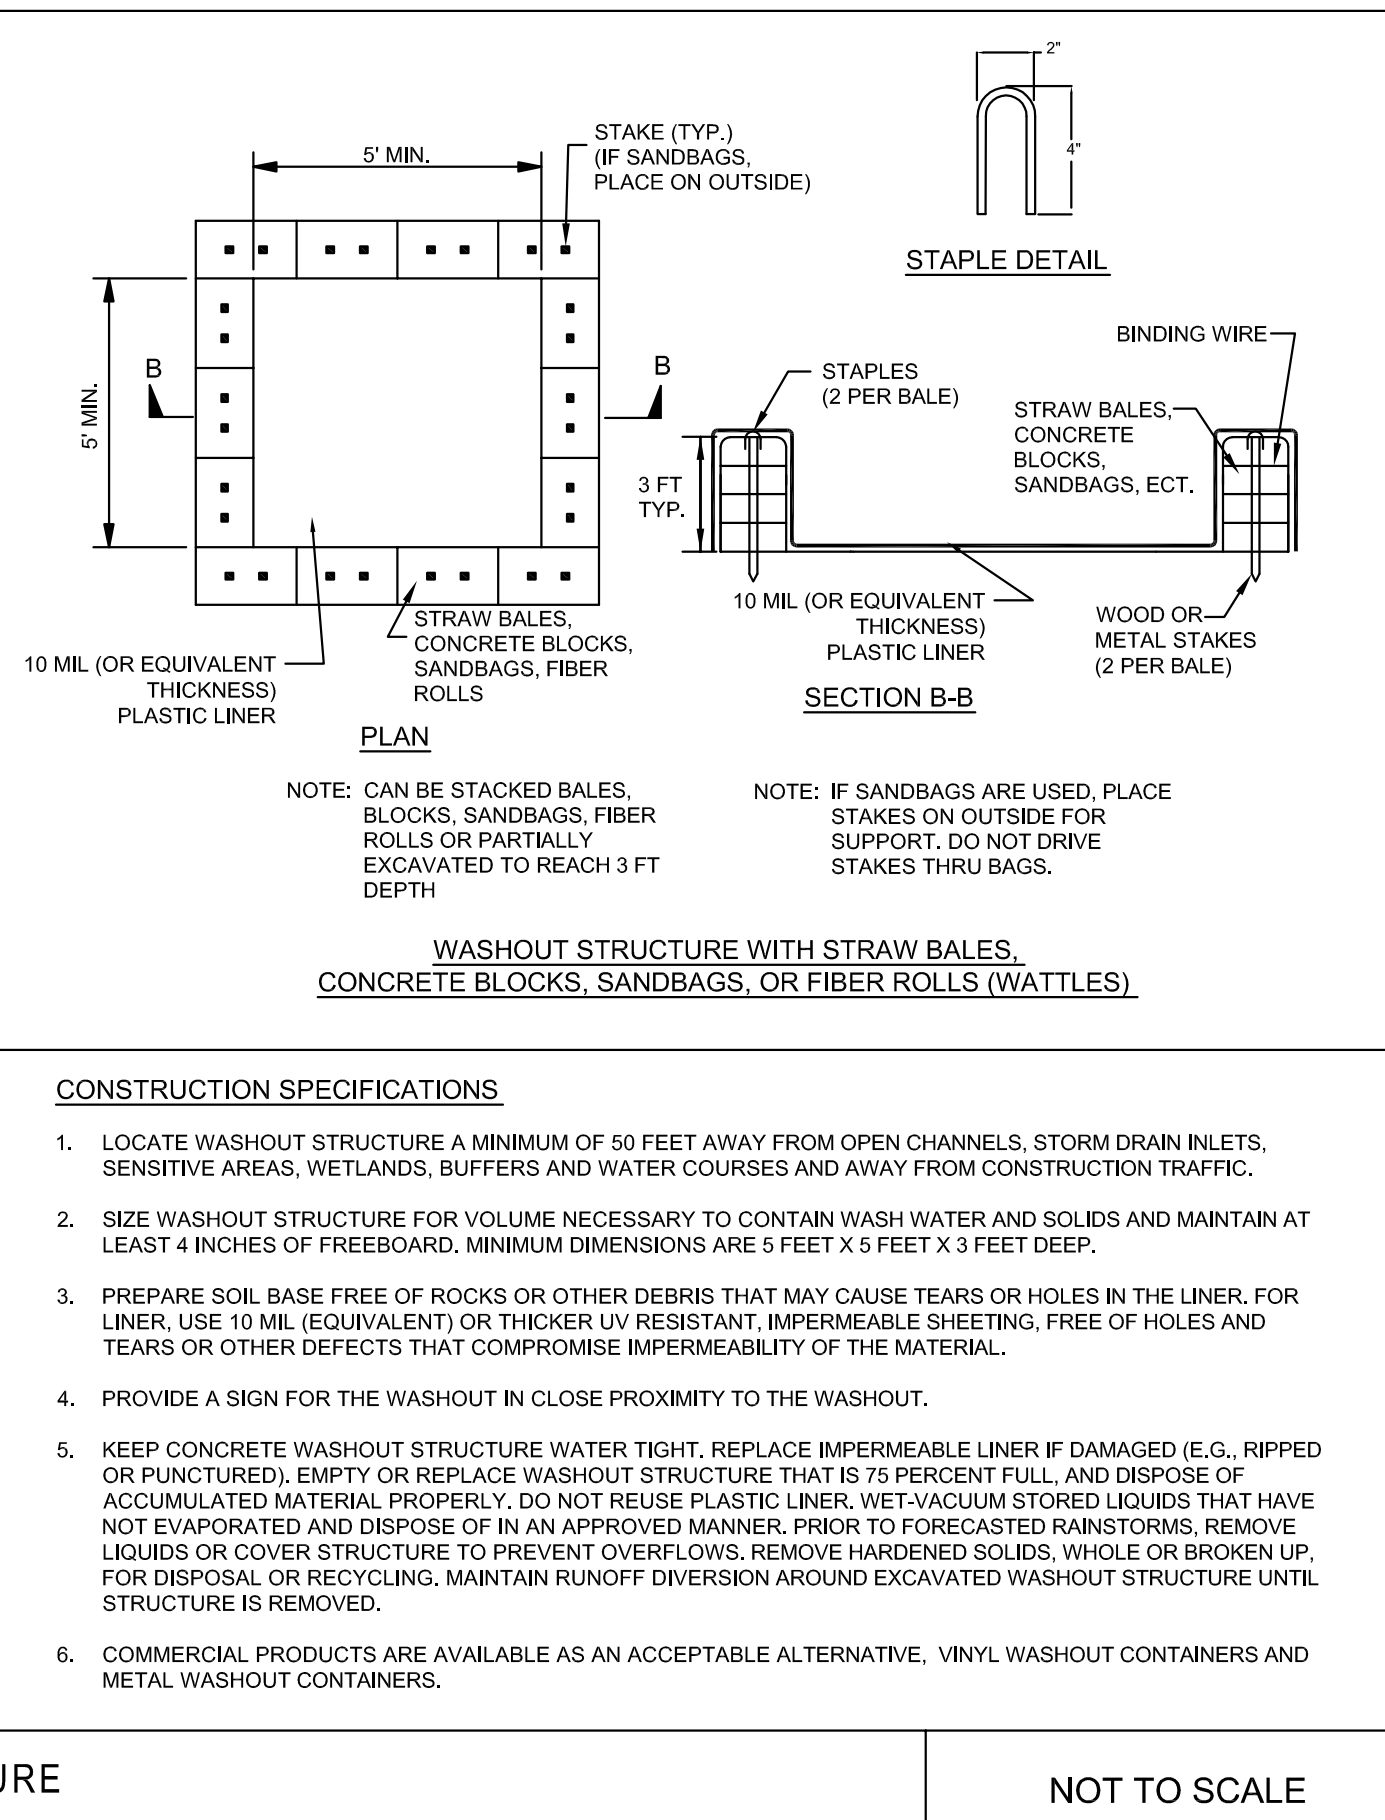 2"
4"
STAPLE DETAIL
5' MIN.
STAKE (TYP.)
(IF SANDBAGS,
PLACE ON OUTSIDE)
5' MIN.
B
B
10 MIL (OR EQUIVALENT
THICKNESS)
PLASTIC LINER
STRAW BALES,
CONCRETE BLOCKS,
SANDBAGS, FIBER
ROLLS
PLAN
BINDING WIRE
STAPLES
(2 PER BALE)
STRAW BALES,
CONCRETE
BLOCKS,
SANDBAGS, ECT.
3 FT
TYP.
10 MIL (OR EQUIVALENT
THICKNESS)
PLASTIC LINER
WOOD OR
METAL STAKES
(2 PER BALE)
SECTION B-B
NOTE: CAN BE STACKED BALES,
BLOCKS, SANDBAGS, FIBER
ROLLS OR PARTIALLY
EXCAVATED TO REACH 3 FT
DEPTH
NOTE: IF SANDBAGS ARE USED, PLACE
STAKES ON OUTSIDE FOR
SUPPORT. DO NOT DRIVE
STAKES THRU BAGS.
WASHOUT STRUCTURE WITH STRAW BALES,
CONCRETE BLOCKS, SANDBAGS, OR FIBER ROLLS (WATTLES)
CONSTRUCTION SPECIFICATIONS
1. LOCATE WASHOUT STRUCTURE A MINIMUM OF 50 FEET AWAY FROM OPEN CHANNELS, STORM DRAIN INLETS,
SENSITIVE AREAS, WETLANDS, BUFFERS AND WATER COURSES AND AWAY FROM CONSTRUCTION TRAFFIC.
2. SIZE WASHOUT STRUCTURE FOR VOLUME NECESSARY TO CONTAIN WASH WATER AND SOLIDS AND MAINTAIN AT
LEAST 4 INCHES OF FREEBOARD. MINIMUM DIMENSIONS ARE 5 FEET X 5 FEET X 3 FEET DEEP.
3. PREPARE SOIL BASE FREE OF ROCKS OR OTHER DEBRIS THAT MAY CAUSE TEARS OR HOLES IN THE LINER. FOR
LINER, USE 10 MIL (EQUIVALENT) OR THICKER UV RESISTANT, IMPERMEABLE SHEETING, FREE OF HOLES AND
TEARS OR OTHER DEFECTS THAT COMPROMISE IMPERMEABILITY OF THE MATERIAL.
4. PROVIDE A SIGN FOR THE WASHOUT IN CLOSE PROXIMITY TO THE WASHOUT.
5. KEEP CONCRETE WASHOUT STRUCTURE WATER TIGHT. REPLACE IMPERMEABLE LINER IF DAMAGED (E.G., RIPPED
OR PUNCTURED). EMPTY OR REPLACE WASHOUT STRUCTURE THAT IS 75 PERCENT FULL, AND DISPOSE OF
ACCUMULATED MATERIAL PROPERLY. DO NOT REUSE PLASTIC LINER. WET-VACUUM STORED LIQUIDS THAT HAVE
NOT EVAPORATED AND DISPOSE OF IN AN APPROVED MANNER. PRIOR TO FORECASTED RAINSTORMS, REMOVE
LIQUIDS OR COVER STRUCTURE TO PREVENT OVERFLOWS. REMOVE HARDENED SOLIDS, WHOLE OR BROKEN UP,
FOR DISPOSAL OR RECYCLING. MAINTAIN RUNOFF DIVERSION AROUND EXCAVATED WASHOUT STRUCTURE UNTIL
STRUCTURE IS REMOVED.
6. COMMERCIAL PRODUCTS ARE AVAILABLE AS AN ACCEPTABLE ALTERNATIVE, VINYL WASHOUT CONTAINERS AND
METAL WASHOUT CONTAINERS.
NOT TO SCALE